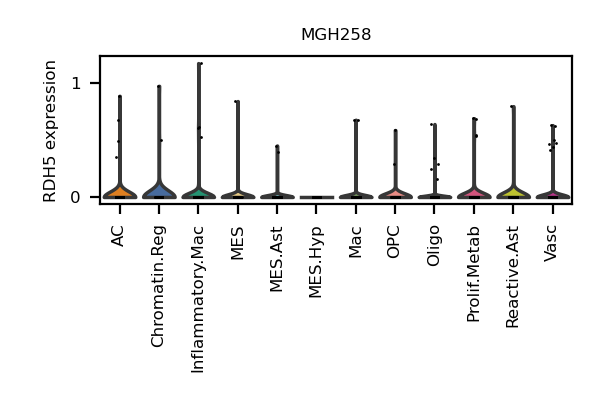 MGH258
RDH5 expression
1
0
AC
Chromatin.Reg
Inflammatory.Mac
MES
MES.Ast
MES.Hyp
Mac
OPC
Oligo
Prolif.Metab
Reactive.Ast
Vasc